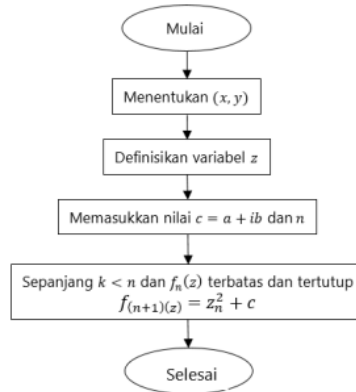 Mulai
Menentukan (x, y)
Definisikan variabel z
Memasukkan nilai c = a + ib dan n
Sepanjang k < n dan fₙ(z) terbatas dan tertutup
f₍ₙ₊₁₎₍z₎ = zₙ² + c
Selesai